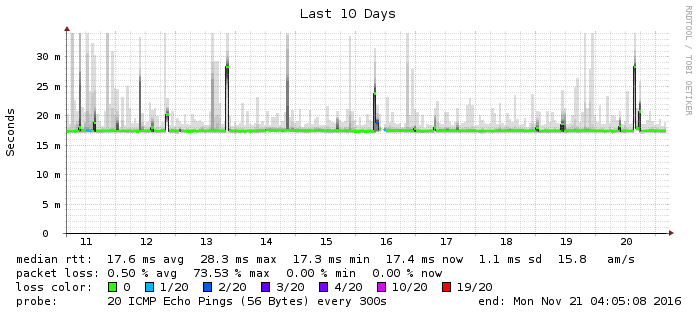 Last 10 Days
RRDTOOL / TOBI OETIKER
Seconds
30 m
25 m
20 m
15 m
10 m
5 m
0
11 12 13 14 15 16 17 18 19 20
median rtt: 17.6 ms avg 28.3 ms max 17.3 ms min 17.4 ms now 1.1 ms sd 15.8 am/s
packet loss: 0.50 % avg 73.53 % max 0.00 % min 0.00 % now
loss color: 0 1/20 2/20 3/20 4/20 10/20 19/20
probe: 20 ICMP Echo Pings (56 Bytes) every 300s end: Mon Nov 21 04:05:08 2016